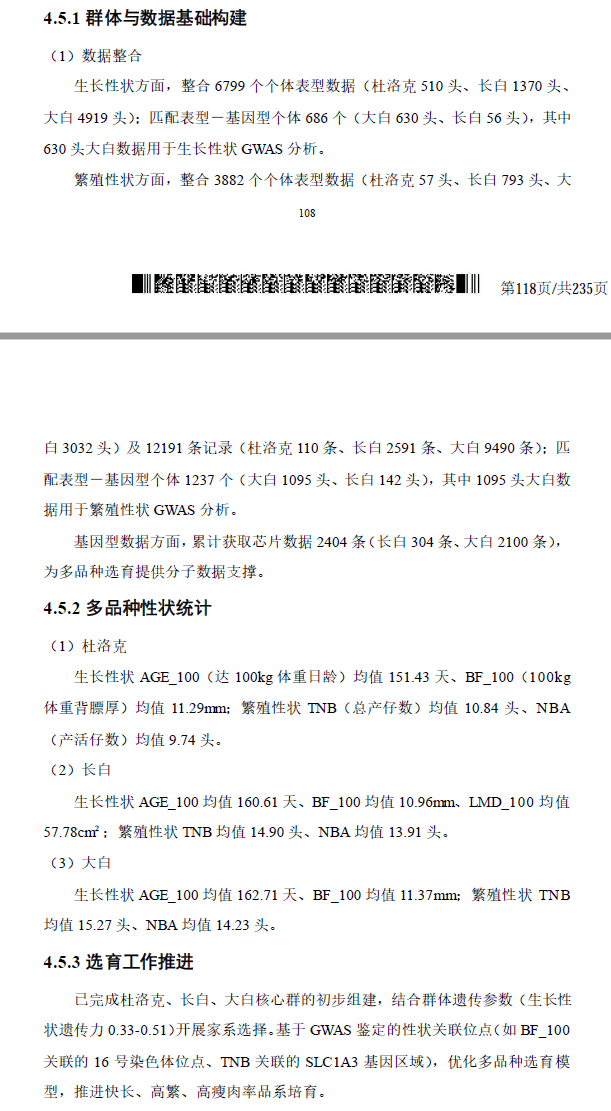 4.5.1 群体与数据基础构建
（1）数据整合
生长性状方面，整合 6799 个个体表型数据（杜洛克 510 头、长白 1370 头、
大白 4919 头）；匹配表型－基因型个体 686 个（大白 630 头、长白 56 头），其中
630 头大白数据用于生长性状 GWAS 分析。
繁殖性状方面，整合 3882 个个体表型数据（杜洛克 57 头、长白 793 头、大
108
第118页/共235页
白 3032 头）及 12191 条记录（杜洛克 110 条、长白 2591 条、大白 9490 条）；匹
配表型－基因型个体 1237 个（大白 1095 头、长白 142 头），其中 1095 头大白数
据用于繁殖性状 GWAS 分析。
基因型数据方面，累计获取芯片数据 2404 条（长白 304 条、大白 2100 条），
为多品种选育提供分子数据支撑。
4.5.2 多品种性状统计
（1）杜洛克
生长性状 AGE_100（达 100kg 体重日龄）均值 151.43 天、BF_100（100kg
体重背膘厚）均值 11.29mm；繁殖性状 TNB（总产仔数）均值 10.84 头、NBA
（产活仔数）均值 9.74 头。
（2）长白
生长性状 AGE_100 均值 160.61 天、BF_100 均值 10.96mm、LMD_100 均值
57.78cm²；繁殖性状 TNB 均值 14.90 头、NBA 均值 13.91 头。
（3）大白
生长性状 AGE_100 均值 162.71 天、BF_100 均值 11.37mm；繁殖性状 TNB
均值 15.27 头、NBA 均值 14.23 头。
4.5.3 选育工作推进
已完成杜洛克、长白、大白核心群的初步组建，结合群体遗传参数（生长性
状遗传力 0.33-0.51）开展家系选择。基于 GWAS 鉴定的性状关联位点（如 BF_100
关联的 16 号染色体位点、TNB 关联的 SLC1A3 基因区域），优化多品种选育模
型，推进快长、高繁、高瘦肉率品系培育。